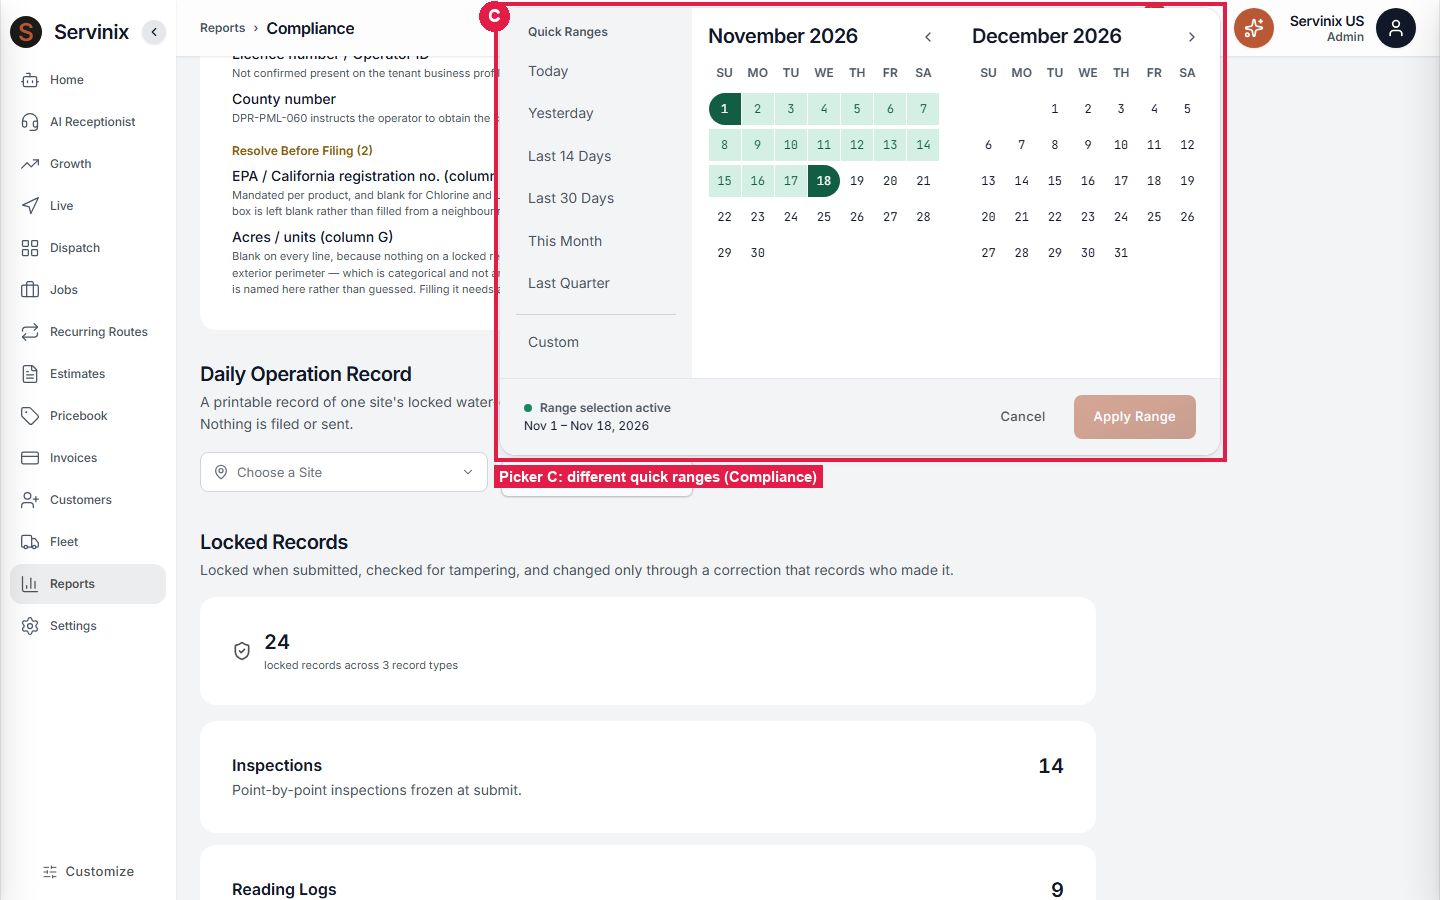 S
Servinix
Home
AI Receptionist
Growth
Live
Dispatch
Jobs
Recurring Routes
Estimates
Pricebook
Invoices
Customers
Fleet
Reports
Settings
Customize
Reports › Compliance
Servinix US
Admin
Licence number / Operator ID
Not confirmed present on the tenant business
County number
DPR-PML-060 instructs the operator to obtain the
Resolve Before Filing (2)
EPA / California registration no. (column
Mandated per product, and blank for Chlorine and
box is left blank rather than filled from a
Acres / units (column G)
Blank on every line, because nothing on a locked
exterior perimeter — which is categorical and not
is named here rather than guessed. Filling it needs
C
Quick Ranges
Today
Yesterday
Last 14 Days
Last 30 Days
This Month
Last Quarter
Custom
November 2026
SU MO TU WE TH FR SA
1 2 3 4 5 6 7
8 9 10 11 12 13 14
15 16 17 18 19 20 21
22 23 24 25 26 27 28
29 30
December 2026
SU MO TU WE TH FR SA
1 2 3 4 5
6 7 8 9 10 11 12
13 14 15 16 17 18 19
20 21 22 23 24 25 26
27 28 29 30 31
Range selection active
Nov 1 – Nov 18, 2026
Cancel
Apply Range
Picker C: different quick ranges (Compliance)
Daily Operation Record
A printable record of one site's locked water-
Nothing is filed or sent.
Choose a Site
Locked Records
Locked when submitted, checked for tampering, and changed only through a correction that records who made it.
24
locked records across 3 record types
Inspections
14
Point-by-point inspections frozen at submit.
Reading Logs
9